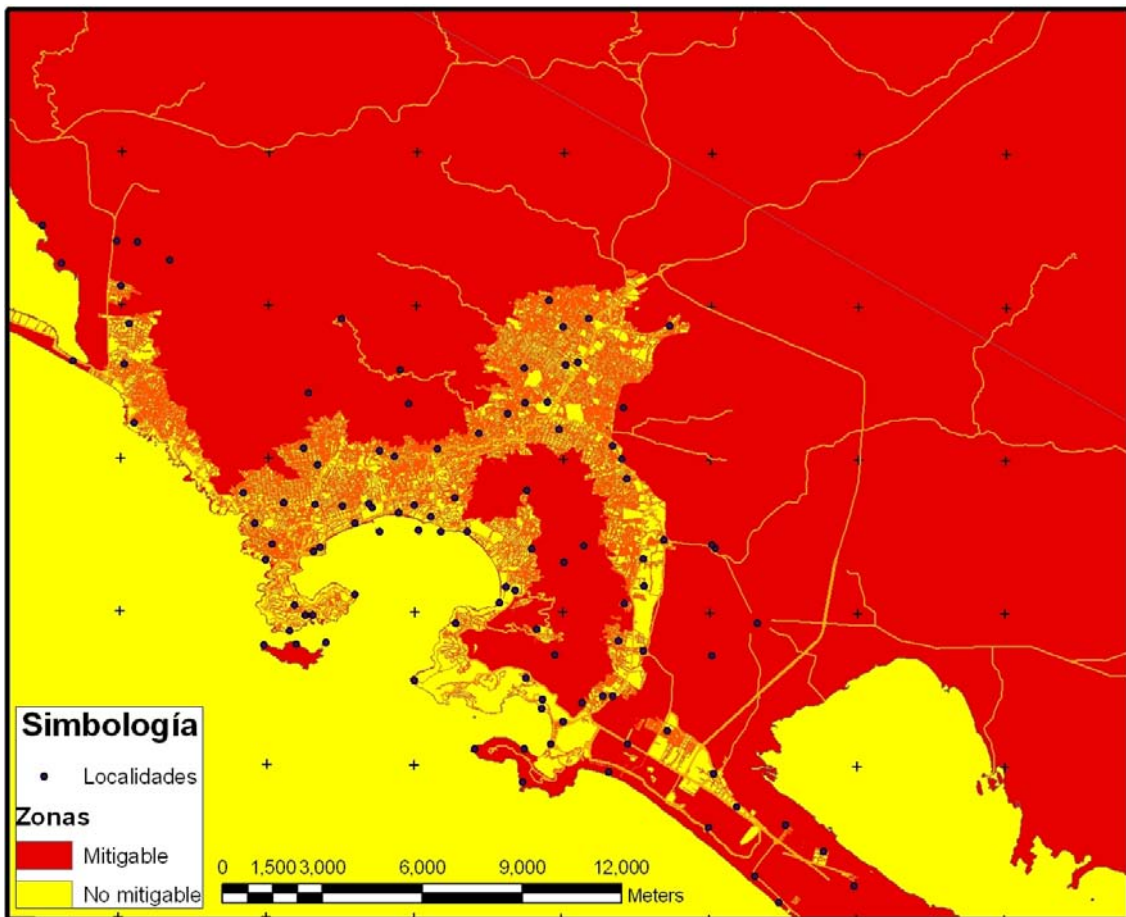 Simbología
Localidades
Zonas
Mitigable
No mitigable
0 1,500 3,000 6,000 9,000 12,000
Meters